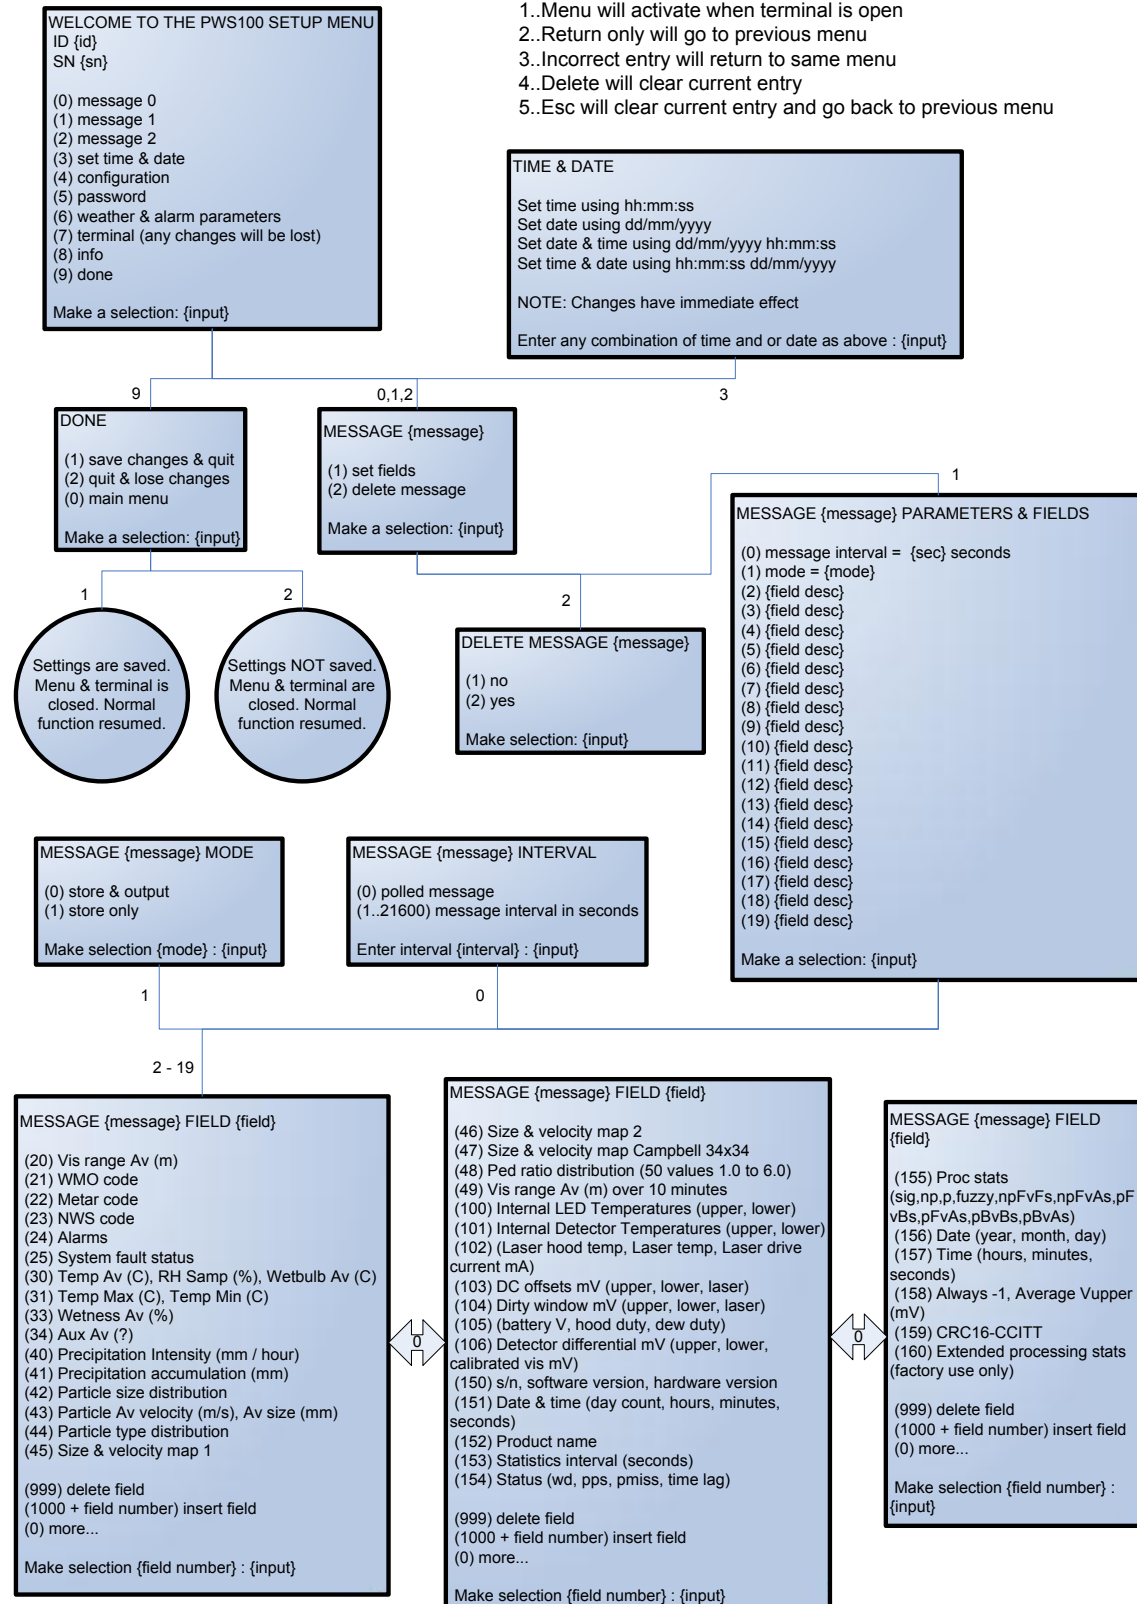 WELCOME TO THE PWS100 SETUP MENU
ID {id}
SN {sn}
(0) message 0
(1) message 1
(2) message 2
(3) set time & date
(4) configuration
(5) password
(6) weather & alarm parameters
(7) terminal (any changes will be lost)
(8) info
(9) done
Make a selection: {input}
1..Menu will activate when terminal is open
2..Return only will go to previous menu
3..Incorrect entry will return to same menu
4..Delete will clear current entry
5..Esc will clear current entry and go back to previous menu
TIME & DATE
Set time using hh:mm:ss
Set date using dd/mm/yyyy
Set date & time using dd/mm/yyyy hh:mm:ss
Set time & date using hh:mm:ss dd/mm/yyyy
NOTE: Changes have immediate effect
Enter any combination of time and or date as above : {input}
9
0,1,2
3
DONE
(1) save changes & quit
(2) quit & lose changes
(0) main menu
Make a selection: {input}
MESSAGE {message}
(1) set fields
(2) delete message
Make a selection: {input}
1
MESSAGE {message} PARAMETERS & FIELDS
(0) message interval =  {sec} seconds
(1) mode = {mode}
(2) {field desc}
(3) {field desc}
(4) {field desc}
(5) {field desc}
(6) {field desc}
(7) {field desc}
(8) {field desc}
(9) {field desc}
(10) {field desc}
(11) {field desc}
(12) {field desc}
(13) {field desc}
(14) {field desc}
(15) {field desc}
(16) {field desc}
(17) {field desc}
(18) {field desc}
(19) {field desc}
Make a selection: {input}
1
2
2
Settings are saved.
Menu & terminal is
closed. Normal
function resumed.
Settings NOT saved.
Menu & terminal are
closed. Normal
function resumed.
DELETE MESSAGE {message}
(1) no
(2) yes
Make selection: {input}
MESSAGE {message} MODE
(0) store & output
(1) store only
Make selection {mode} : {input}
MESSAGE {message} INTERVAL
(0) polled message
(1..21600) message interval in seconds
Enter interval {interval} : {input}
1
0
2 - 19
MESSAGE {message} FIELD {field}
(20) Vis range Av (m)
(21) WMO code
(22) Metar code
(23) NWS code
(24) Alarms
(25) System fault status
(30) Temp Av (C), RH Samp (%), Wetbulb Av (C)
(31) Temp Max (C), Temp Min (C)
(33) Wetness Av (%)
(34) Aux Av (?)
(40) Precipitation Intensity (mm / hour)
(41) Precipitation accumulation (mm)
(42) Particle size distribution
(43) Particle Av velocity (m/s), Av size (mm)
(44) Particle type distribution
(45) Size & velocity map 1
(999) delete field
(1000 + field number) insert field
(0) more...
Make selection {field number} : {input}
0
MESSAGE {message} FIELD {field}
(46) Size & velocity map 2
(47) Size & velocity map Campbell 34x34
(48) Ped ratio distribution (50 values 1.0 to 6.0)
(49) Vis range Av (m) over 10 minutes
(100) Internal LED Temperatures (upper, lower)
(101) Internal Detector Temperatures (upper, lower)
(102) (Laser hood temp, Laser temp, Laser drive
current mA)
(103) DC offsets mV (upper, lower, laser)
(104) Dirty window mV (upper, lower, laser)
(105) (battery V, hood duty, dew duty)
(106) Detector differential mV (upper, lower,
calibrated vis mV)
(150) s/n, software version, hardware version
(151) Date & time (day count, hours, minutes,
seconds)
(152) Product name
(153) Statistics interval (seconds)
(154) Status (wd, pps, pmiss, time lag)
(999) delete field
(1000 + field number) insert field
(0) more...
Make selection {field number} : {input}
0
MESSAGE {message} FIELD
{field}
(155) Proc stats
(sig,np,p,fuzzy,npFvFs,npFvAs,pF
vBs,pFvAs,pBvBs,pBvAs)
(156) Date (year, month, day)
(157) Time (hours, minutes,
seconds)
(158) Always -1, Average Vupper
(mV)
(159) CRC16-CCITT
(160) Extended processing stats
(factory use only)
(999) delete field
(1000 + field number) insert field
(0) more...
Make selection {field number} :
{input}